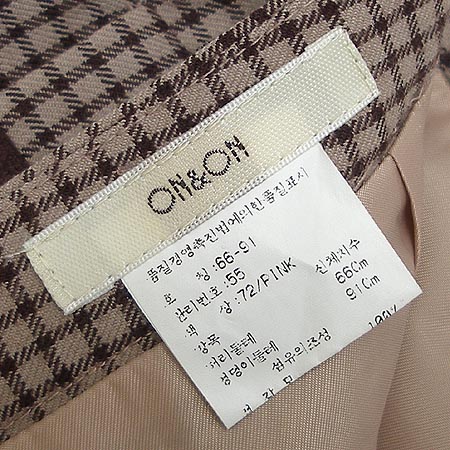 ON&ON
품질경영촉진법에의한 품질표시
호 칭:66-91
관리번호:55
색 상:72/PINK
항목 신체치수
허리둘레 66Cm
엉덩이둘레 91Cm
섬유의조성